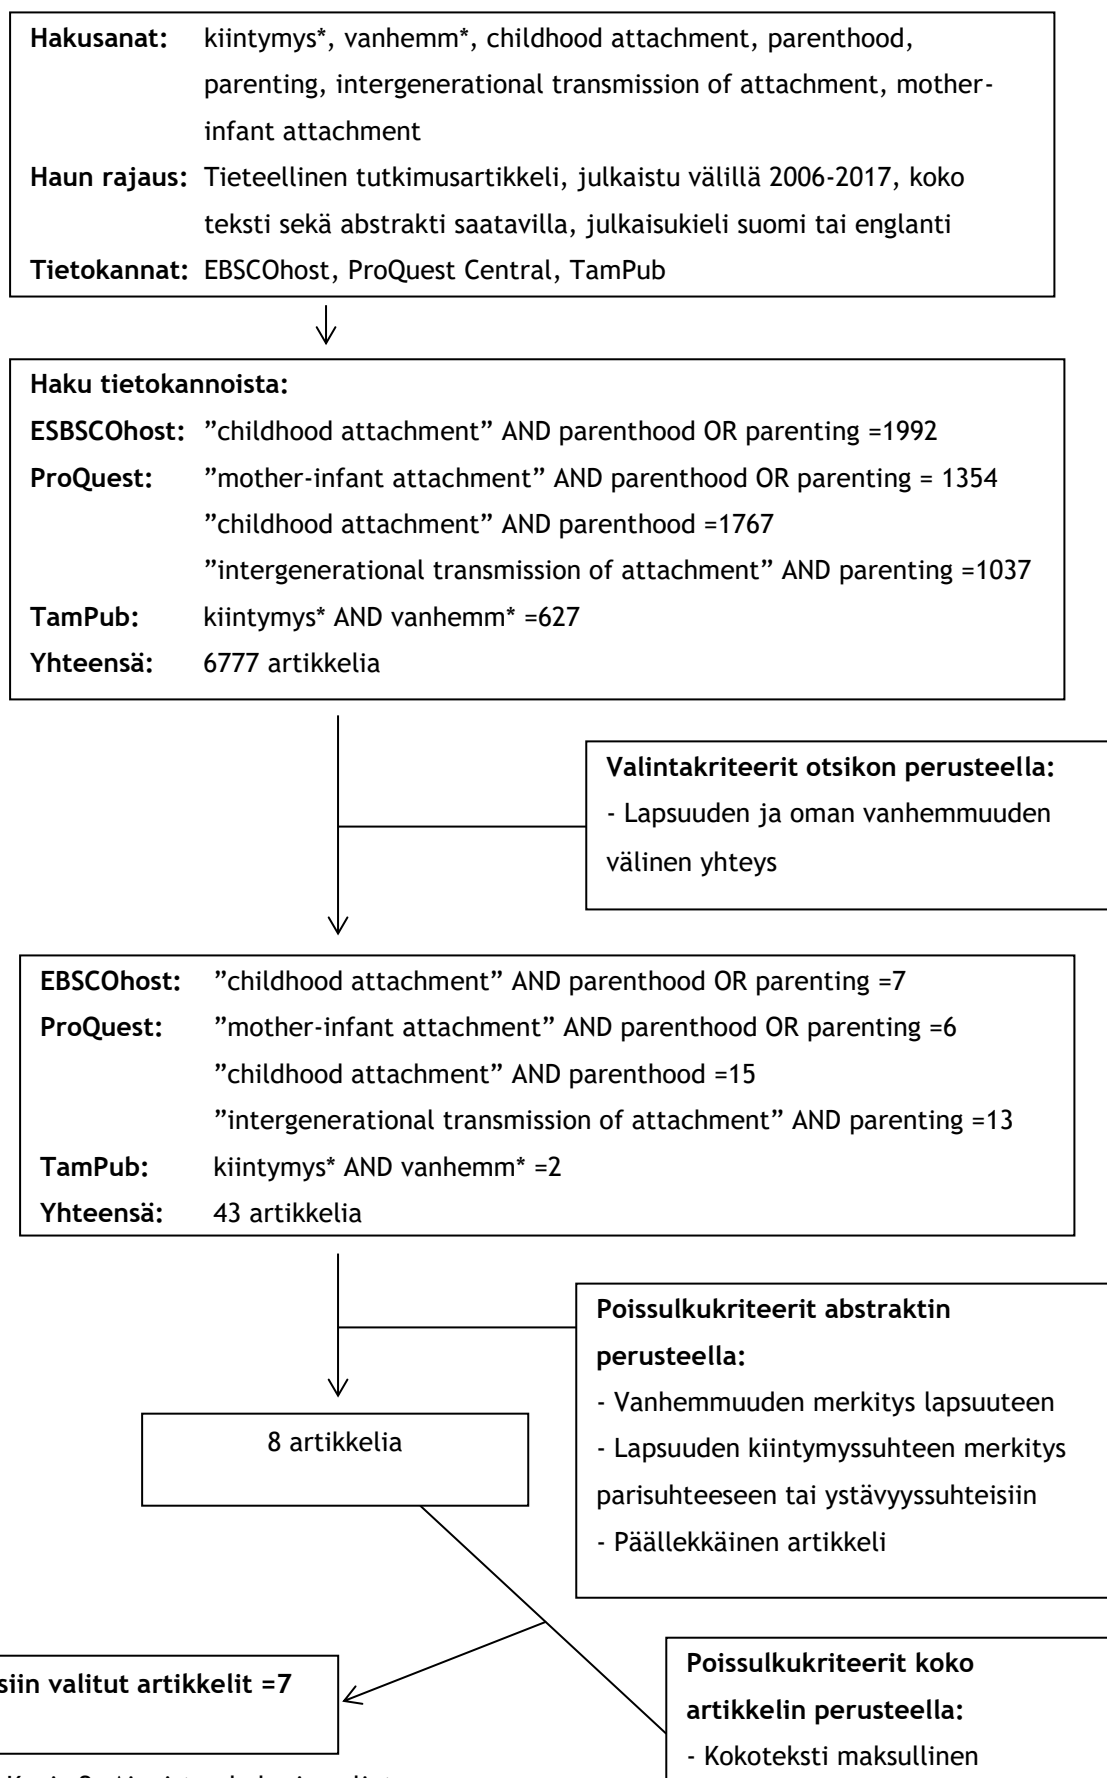 Hakusanat: kiintymys*, vanhemm*, childhood attachment, parenthood,
parenting, intergenerational transmission of attachment, mother-
infant attachment
Haun rajaus: Tieteellinen tutkimusartikkeli, julkaistu välillä 2006-2017, koko
teksti sekä abstrakti saatavilla, julkaisukieli suomi tai englanti
Tietokannat: EBSCOhost, ProQuest Central, TamPub
Haku tietokannoista:
ESBSCOhost: ”childhood attachment” AND parenthood OR parenting =1992
ProQuest: ”mother-infant attachment” AND parenthood OR parenting = 1354
”childhood attachment” AND parenthood =1767
”intergenerational transmission of attachment” AND parenting =1037
TamPub: kiintymys* AND vanhemm* =627
Yhteensä: 6777 artikkelia
Valintakriteerit otsikon perusteella:
- Lapsuuden ja oman vanhemmuuden
välinen yhteys
EBSCOhost: ”childhood attachment” AND parenthood OR parenting =7
ProQuest: ”mother-infant attachment” AND parenthood OR parenting =6
”childhood attachment” AND parenthood =15
”intergenerational transmission of attachment” AND parenting =13
TamPub: kiintymys* AND vanhemm* =2
Yhteensä: 43 artikkelia
Poissulkukriteerit abstraktin
perusteella:
- Vanhemmuuden merkitys lapsuuteen
- Lapsuuden kiintymyssuhteen merkitys
parisuhteeseen tai ystävyyssuhteisiin
- Päällekkäinen artikkeli
8 artikkelia
Poissulkukriteerit koko
artikkelin perusteella:
- Kokoteksti maksullinen
siin valitut artikkelit =7